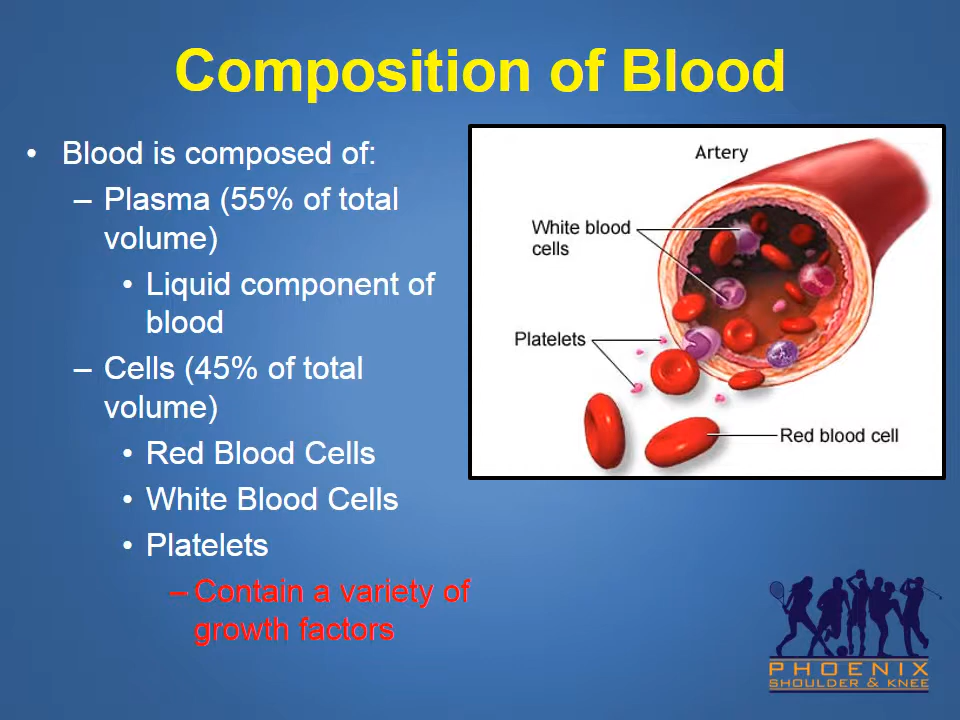 Composition of Blood
• Blood is composed of:
– Plasma (55% of total
volume)
• Liquid component of
blood
– Cells (45% of total
volume)
• Red Blood Cells
• White Blood Cells
• Platelets
– Contain a variety of
growth factors
Artery
White blood
cells
Platelets
Red blood cell
PHOENIX
SHOULDER & KNEE